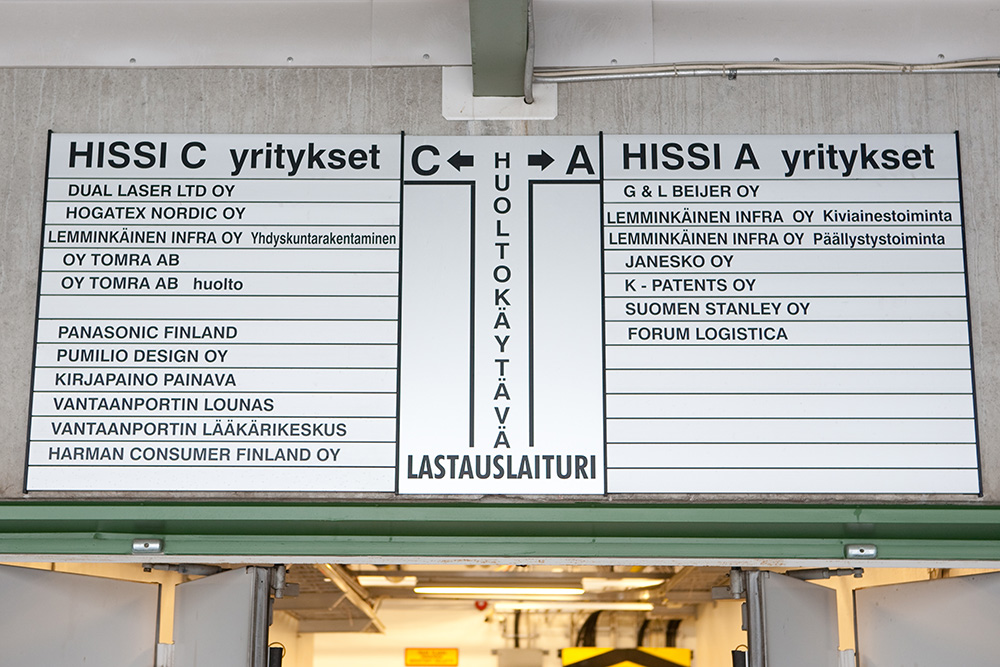 HISSI C yritykset
DUAL LASER LTD OY
HOGATEX NORDIC OY
LEMMINKÄINEN INFRA OY Yhdyskuntarakentaminen
OY TOMRA AB
OY TOMRA AB huolto
PANASONIC FINLAND
PUMILIO DESIGN OY
KIRJAPAINO PAINAVA
VANTAANPORTIN LOUNAS
VANTAANPORTIN LÄÄKÄRIKESKUS
HARMAN CONSUMER FINLAND OY
C ← → A
HUOLTOKÄYTÄVÄ
LASTAUSLAITURI
HISSI A yritykset
G & L BEIJER OY
LEMMINKÄINEN INFRA OY Kiviainestoiminta
LEMMINKÄINEN INFRA OY Päällystystoiminta
JANESKO OY
K - PATENTS OY
SUOMEN STANLEY OY
FORUM LOGISTICA